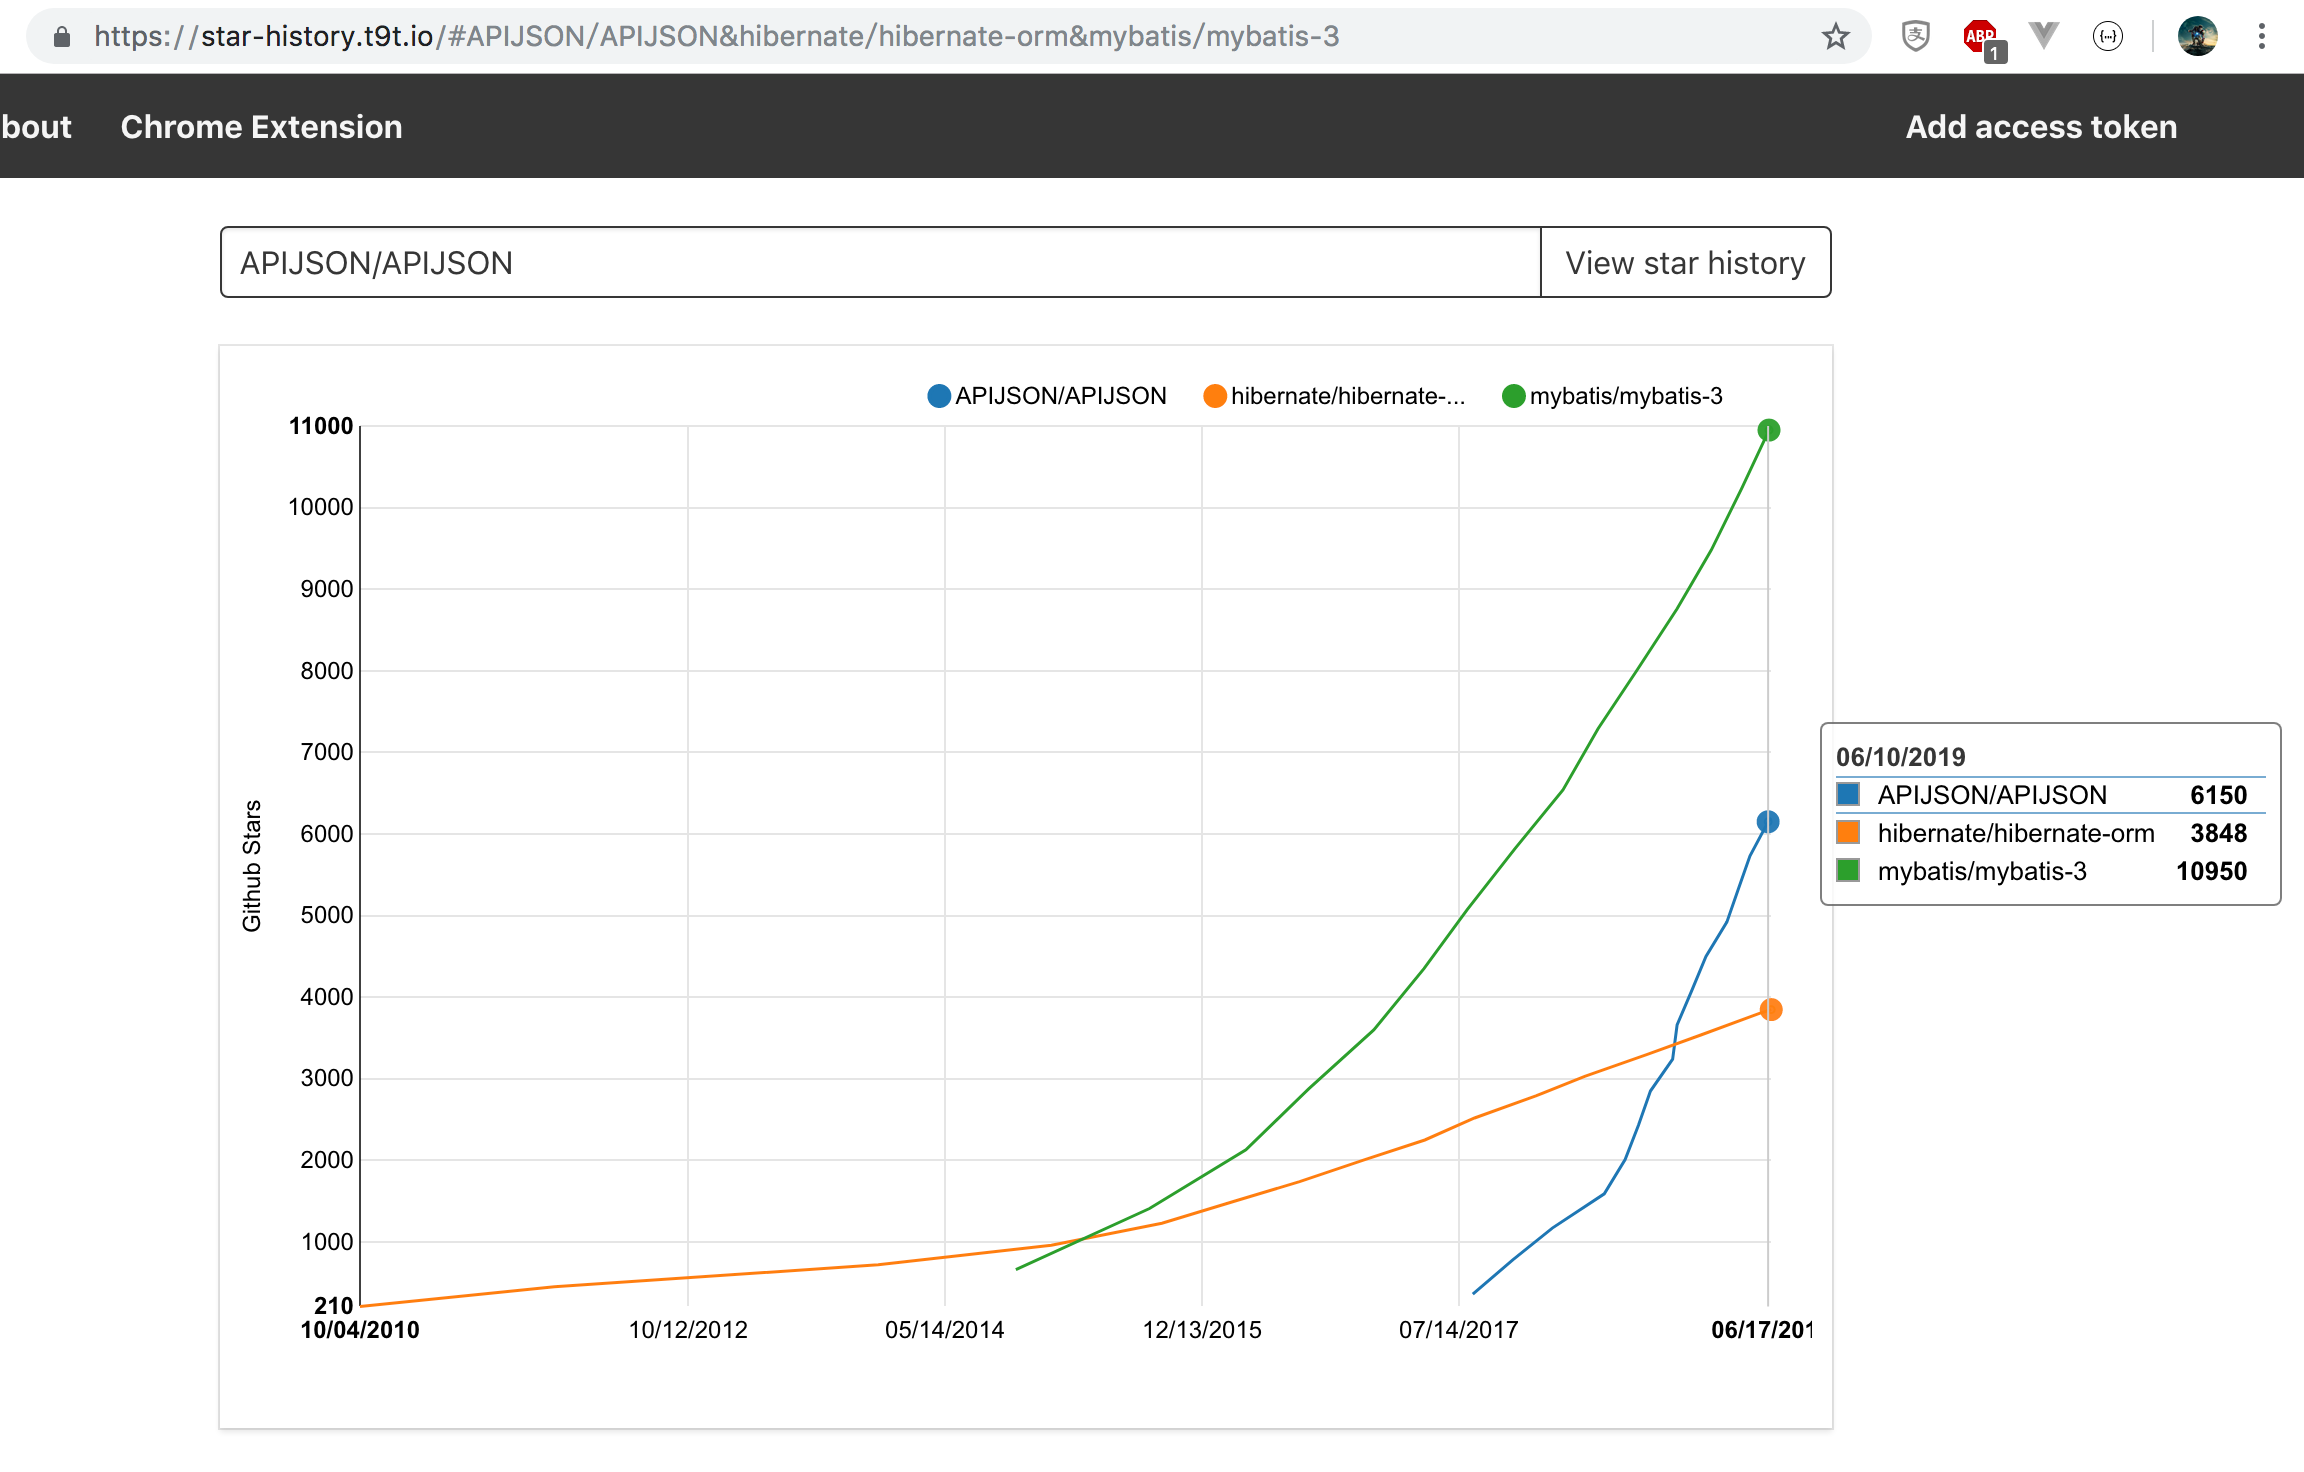 https://star-history.t9t.io/#APIJSON/APIJSON&hibernate/hibernate-orm&mybatis/mybatis-3
ABP
1
{...}
bout
Chrome Extension
Add access token
APIJSON/APIJSON
View star history
APIJSON/APIJSON
hibernate/hibernate-...
mybatis/mybatis-3
Github Stars
11000
10000
9000
8000
7000
6000
5000
4000
3000
2000
1000
210
10/04/2010
10/12/2012
05/14/2014
12/13/2015
07/14/2017
06/17/201
06/10/2019
APIJSON/APIJSON 6150
hibernate/hibernate-orm 3848
mybatis/mybatis-3 10950